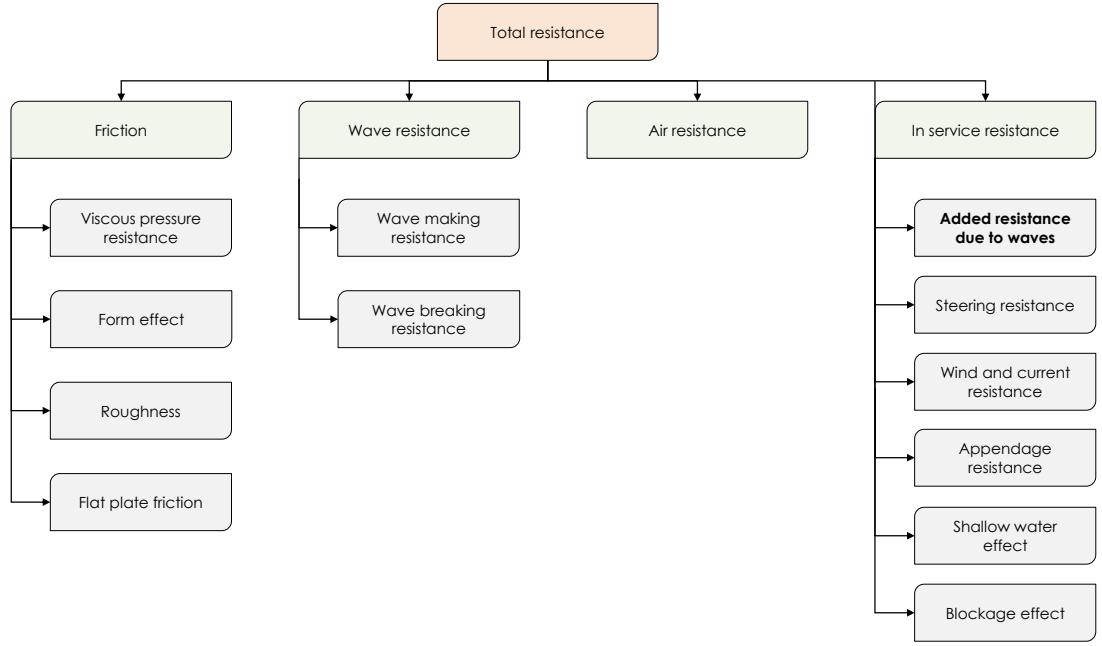 Total resistance
Friction
Wave resistance
Air resistance
In service resistance
Viscous pressure
resistance
Form effect
Roughness
Flat plate friction
Wave making
resistance
Wave breaking
resistance
Added resistance
due to waves
Steering resistance
Wind and current
resistance
Appendage
resistance
Shallow water
effect
Blockage effect